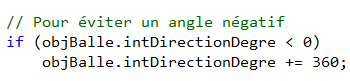 // Pour éviter un angle négatif
if (objBalle.intDirectionDegre < 0)
    objBalle.intDirectionDegre += 360;